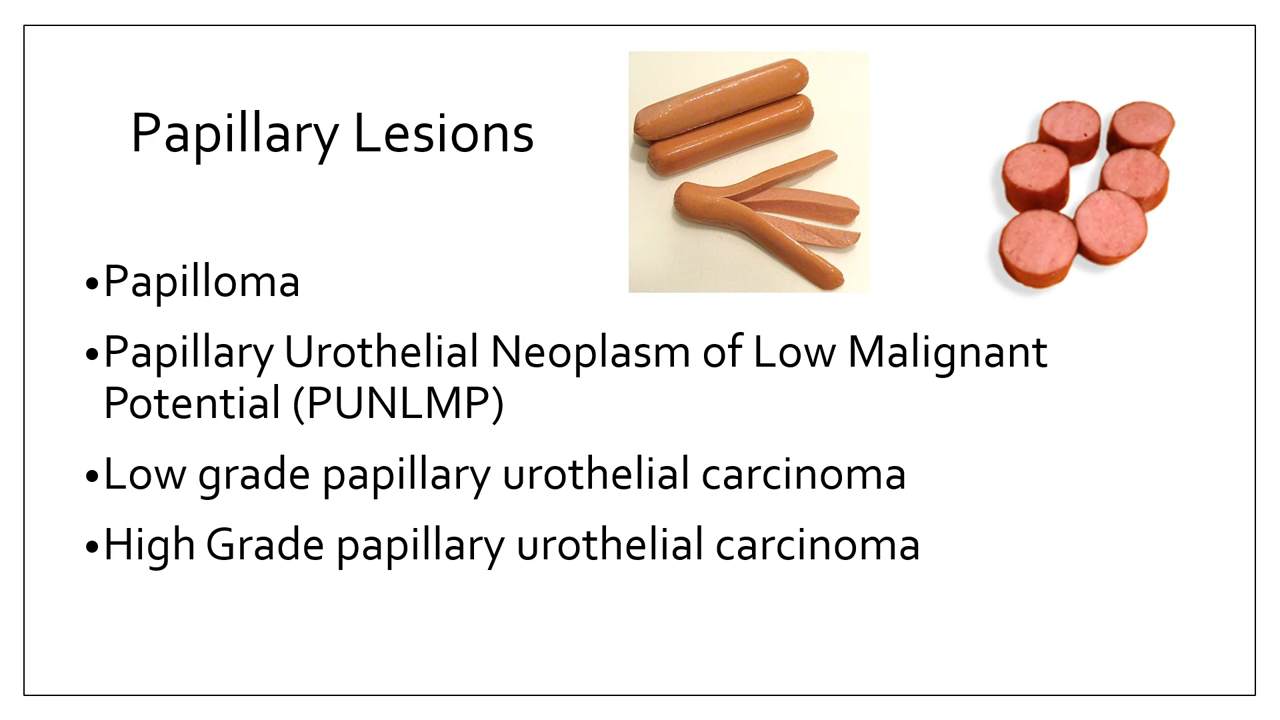 Papillary Lesions
•Papilloma
•Papillary Urothelial Neoplasm of Low Malignant
Potential (PUNLMP)
•Low grade papillary urothelial carcinoma
•High Grade papillary urothelial carcinoma